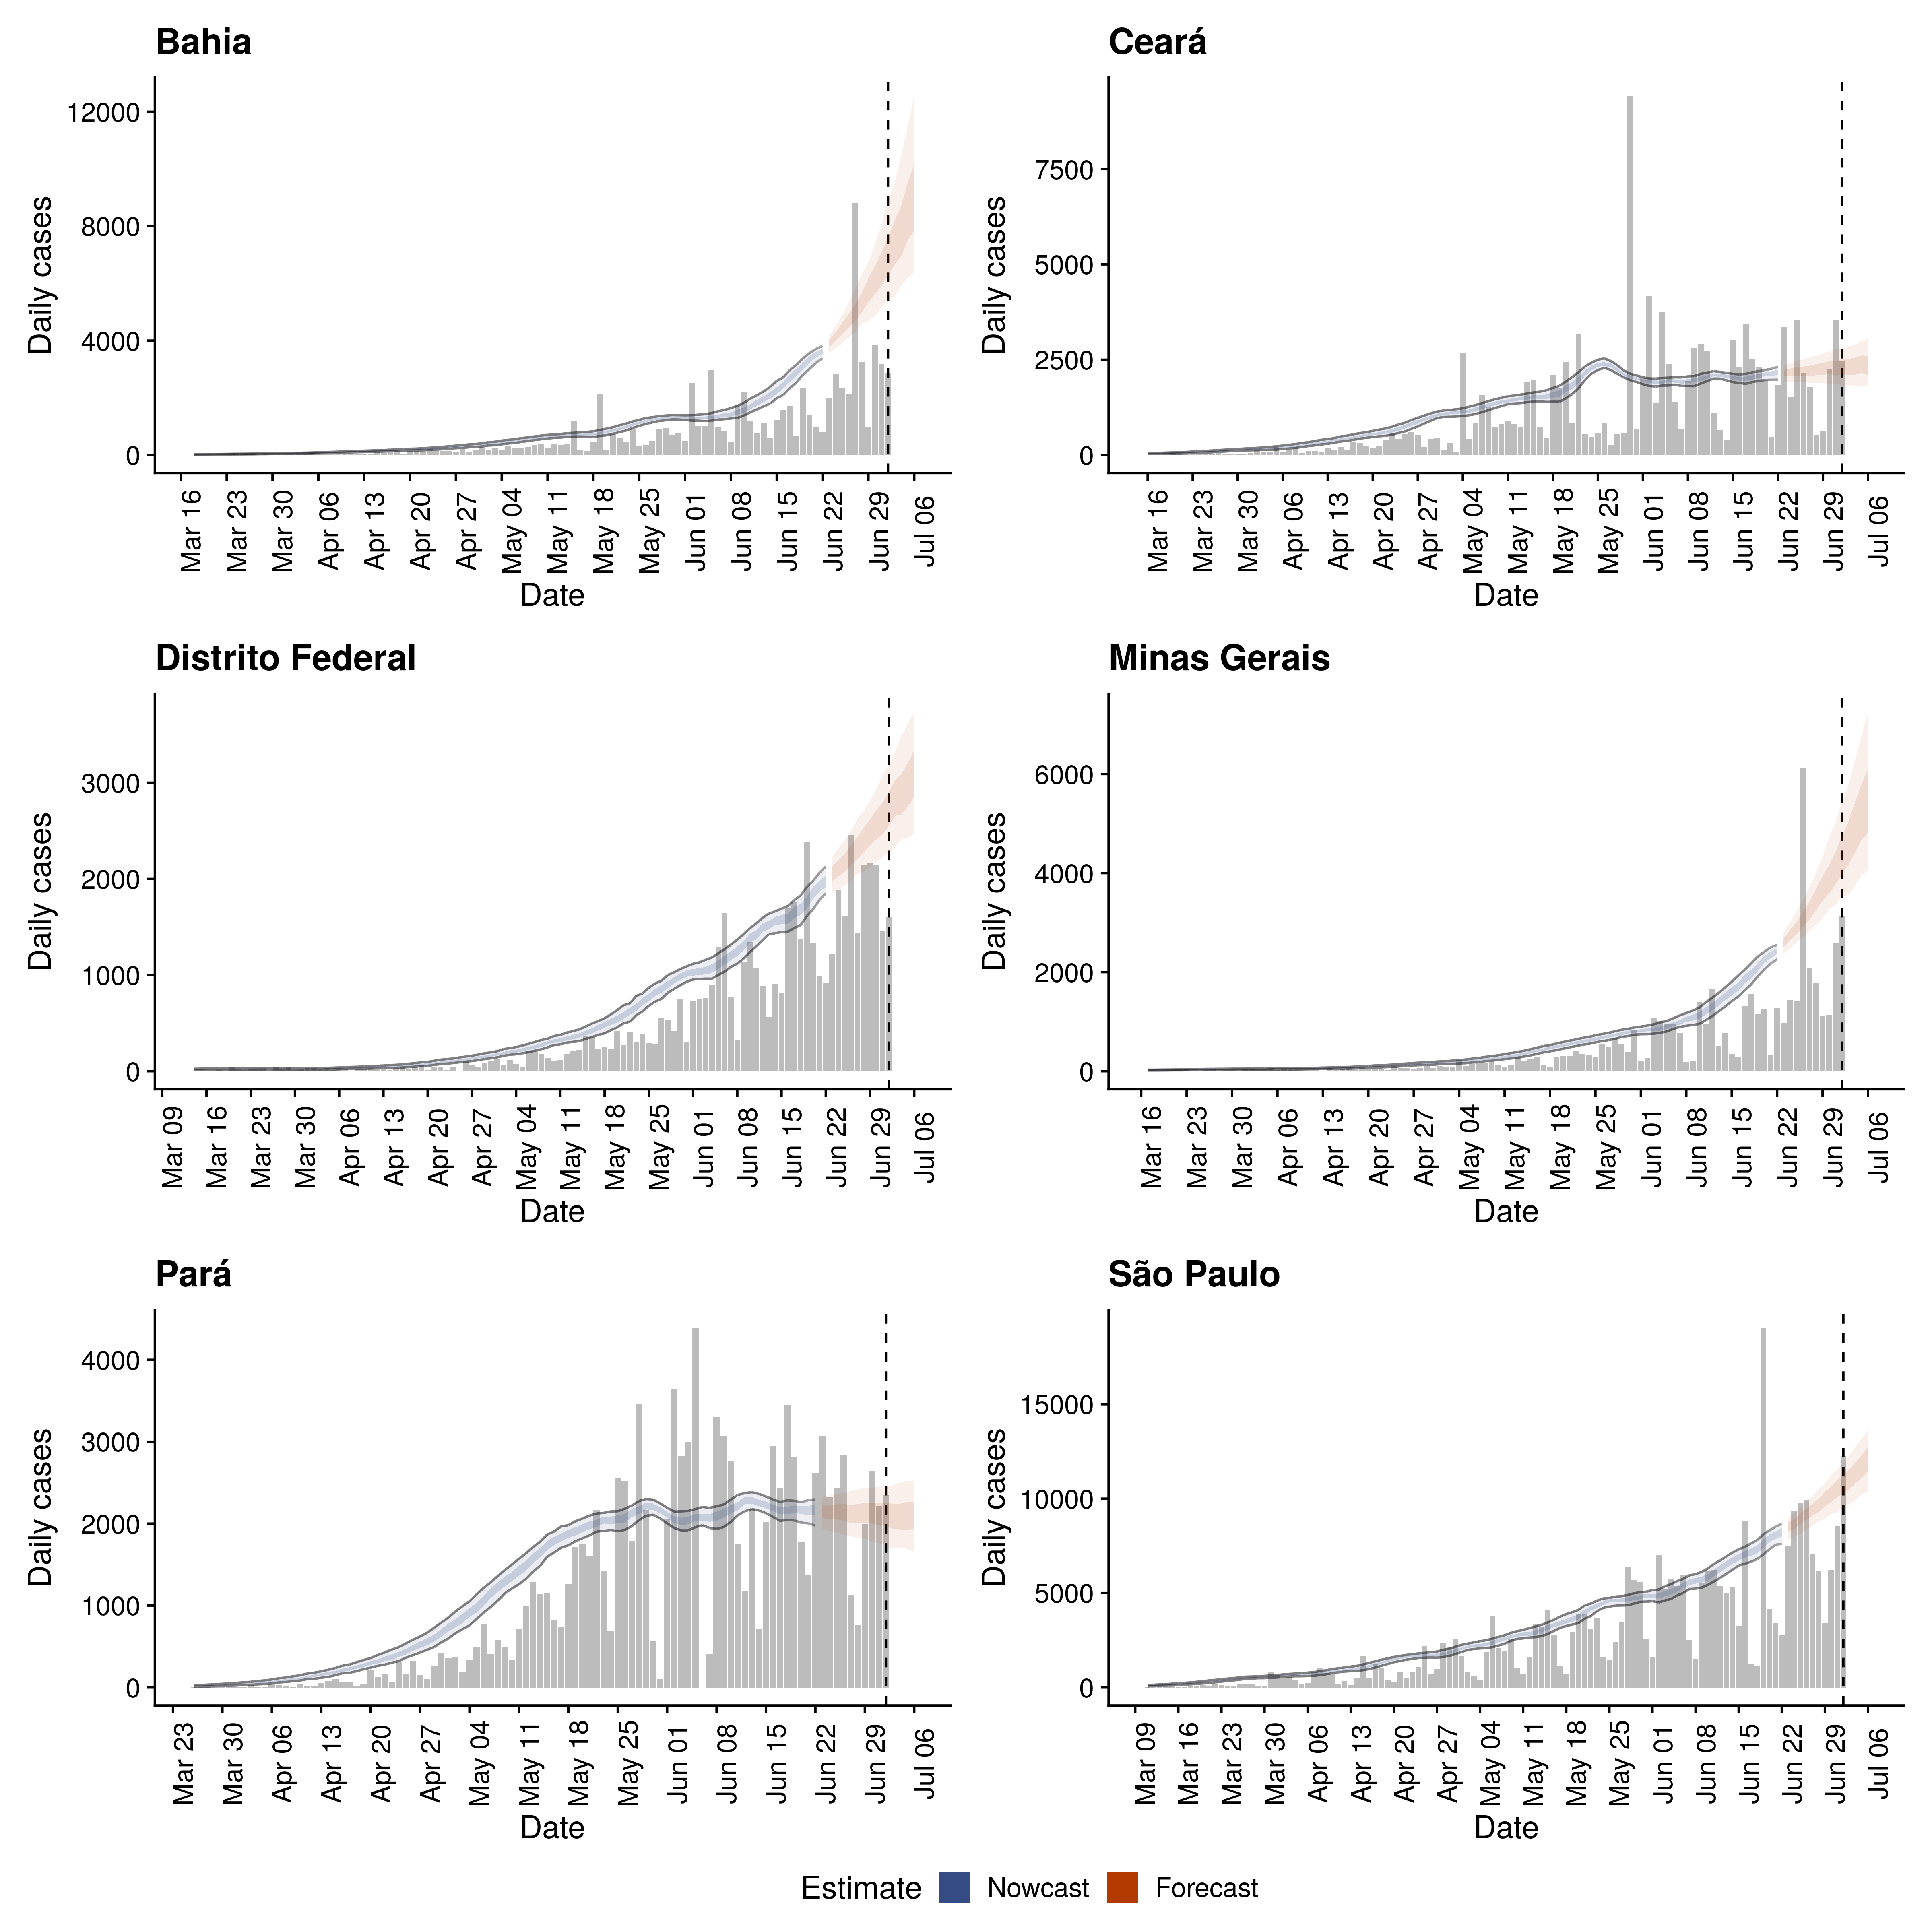 Bahia
Daily cases
12000
8000
4000
0
Mar 16
Mar 23
Mar 30
Apr 06
Apr 13
Apr 20
Apr 27
May 04
May 11
May 18
May 25
Jun 01
Jun 08
Jun 15
Jun 22
Jun 29
Jul 06
Date
Ceará
Daily cases
7500
5000
2500
0
Mar 16
Mar 23
Mar 30
Apr 06
Apr 13
Apr 20
Apr 27
May 04
May 11
May 18
May 25
Jun 01
Jun 08
Jun 15
Jun 22
Jun 29
Jul 06
Date
Distrito Federal
Daily cases
3000
2000
1000
0
Mar 09
Mar 16
Mar 23
Mar 30
Apr 06
Apr 13
Apr 20
Apr 27
May 04
May 11
May 18
May 25
Jun 01
Jun 08
Jun 15
Jun 22
Jun 29
Jul 06
Date
Minas Gerais
Daily cases
6000
4000
2000
0
Mar 16
Mar 23
Mar 30
Apr 06
Apr 13
Apr 20
Apr 27
May 04
May 11
May 18
May 25
Jun 01
Jun 08
Jun 15
Jun 22
Jun 29
Jul 06
Date
Pará
Daily cases
4000
3000
2000
1000
0
Mar 23
Mar 30
Apr 06
Apr 13
Apr 20
Apr 27
May 04
May 11
May 18
May 25
Jun 01
Jun 08
Jun 15
Jun 22
Jun 29
Jul 06
Date
São Paulo
Daily cases
15000
10000
5000
0
Mar 09
Mar 16
Mar 23
Mar 30
Apr 06
Apr 13
Apr 20
Apr 27
May 04
May 11
May 18
May 25
Jun 01
Jun 08
Jun 15
Jun 22
Jun 29
Jul 06
Date
Estimate Nowcast Forecast